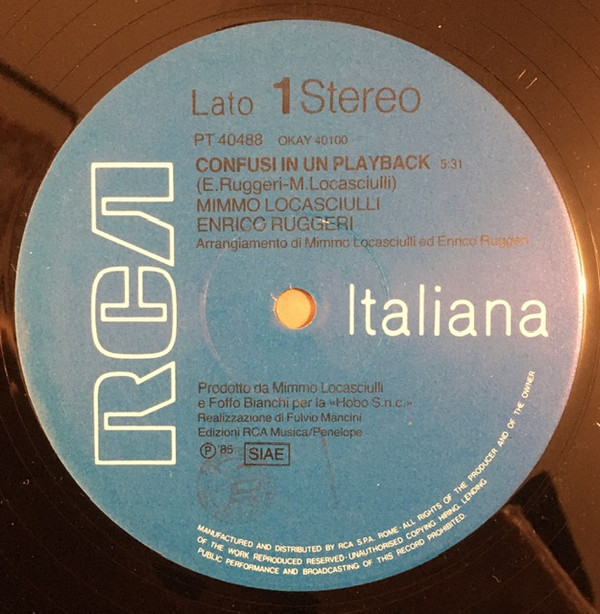 Lato 1 Stereo
PT 40488 OKAY 40100
CONFUSI IN UN PLAYBACK 5:31
(E.Ruggeri-M.Locasciulli)
MIMMO LOCASCIULLI
ENRICO RUGGERI
Arrangiamento di Mimmo Locasciulli ed Enrico Ruggeri
RCA
Italiana
Prodotto da Mimmo Locasciulli
e Foffo Bianchi per la «Hobo S.n.c.»
Realizzazione di Fulvio Mancini
Edizioni RCA Musica/Penelope
Ⓟ '85 SIAE
MANUFACTURED AND DISTRIBUTED BY RCA S.P.A. ROME·ALL RIGHTS OF THE PRODUCER AND OF THE OWNER
OF THE WORK REPRODUCED RESERVED·UNAUTHORISED COPYING. HIRING. LENDING
PUBLIC PERFORMANCE AND BROADCASTING OF THIS RECORD PROHIBITED.